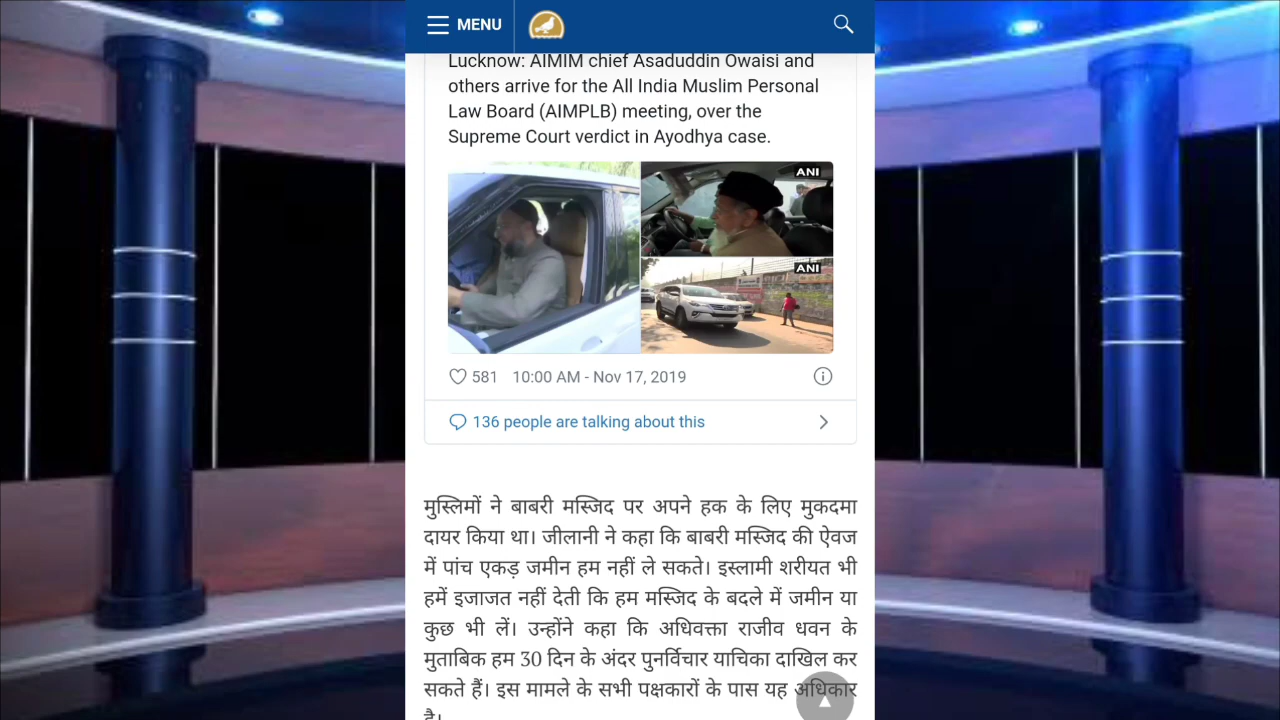 MENU
Lucknow: AIMIM chief Asaduddin Owaisi and
others arrive for the All India Muslim Personal
Law Board (AIMPLB) meeting, over the
Supreme Court verdict in Ayodhya case.
ANI
ANI
581 10:00 AM - Nov 17, 2019
136 people are talking about this
मुस्लिमों ने बाबरी मस्जिद पर अपने हक के लिए मुकदमा
दायर किया था। जीलानी ने कहा कि बाबरी मस्जिद की ऐवज
में पांच एकड़ जमीन हम नहीं ले सकते। इस्लामी शरीयत भी
हमें इजाजत नहीं देती कि हम मस्जिद के बदले में जमीन या
कुछ भी लें। उन्होंने कहा कि अधिवक्ता राजीव धवन के
मुताबिक हम 30 दिन के अंदर पुनर्विचार याचिका दाखिल कर
सकते हैं। इस मामले के सभी पक्षकारों के पास यह अधिकार
है।